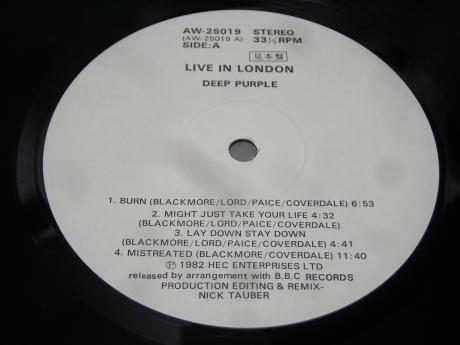 AW-25019 STEREO
(AW-25019 A) 33⅓RPM
SIDE:A
見本盤
LIVE IN LONDON
DEEP PURPLE
1. BURN (BLACKMORE/LORD/PAICE/COVERDALE) 6:53
2. MIGHT JUST TAKE YOUR LIFE 4:32
(BLACKMORE/LORD/PAICE/COVERDALE)
3. LAY DOWN STAY DOWN
(BLACKMORE/LORD/PAICE/COVERDALE) 4:41
4. MISTREATED (BLACKMORE/COVERDALE) 11:40
Ⓟ 1982 HEC ENTERPRISES LTD
released by arrangement with B.B.C RECORDS
PRODUCTION EDITING & REMIX-
NICK TAUBER